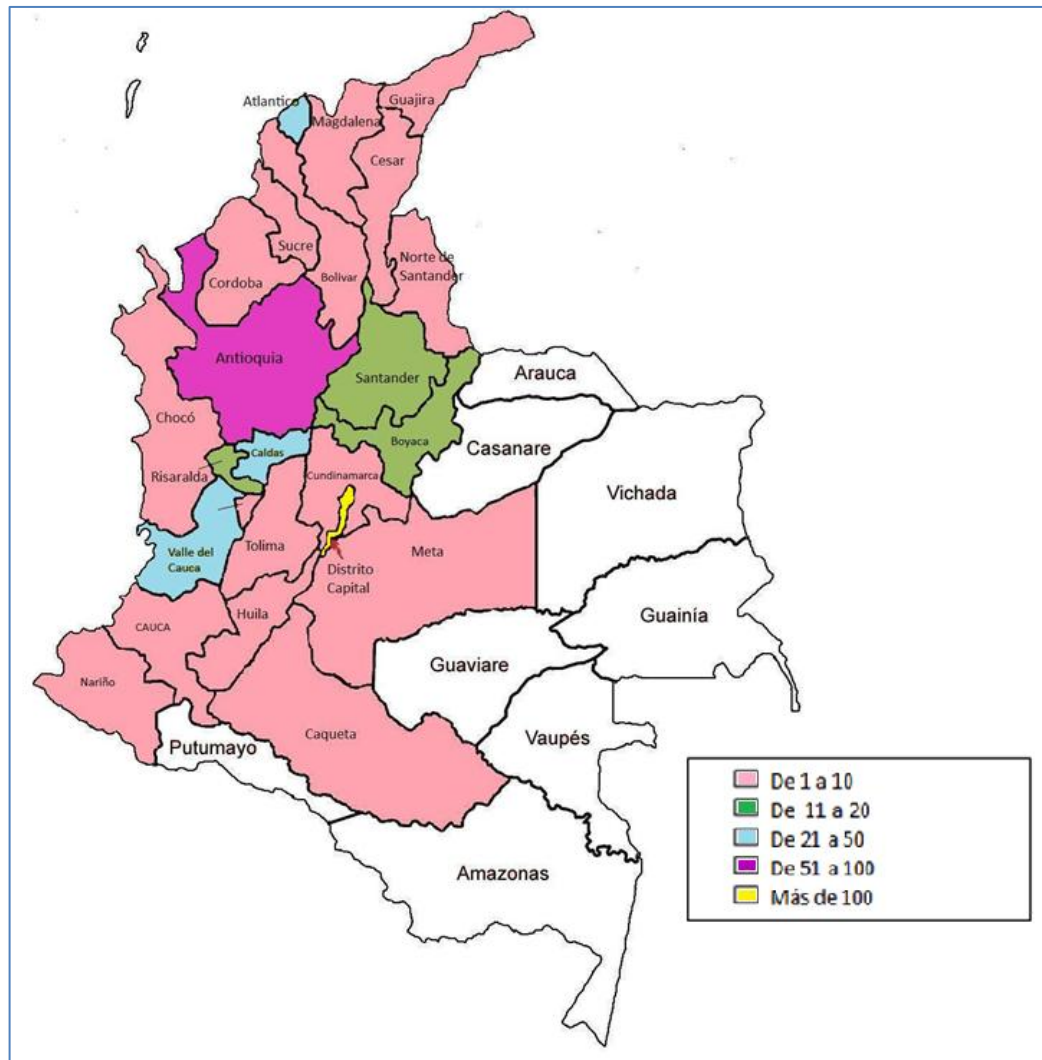 Atlantico
Guajira
Magdalena
Cesar
Sucre
Norte de
Santander
Cordoba
Bolivar
Antioquia
Santander
Arauca
Chocó
Boyaca
Casanare
Caldas
Risaralda
Cundinamarca
Vichada
Tolima
Meta
Valle del
Cauca
Distrito
Capital
Huila
Guainía
CAUCA
Guaviare
Nariño
Caqueta
Vaupés
Putumayo
Amazonas
De 1 a 10
De 11 a 20
De 21 a 50
De 51 a 100
Más de 100